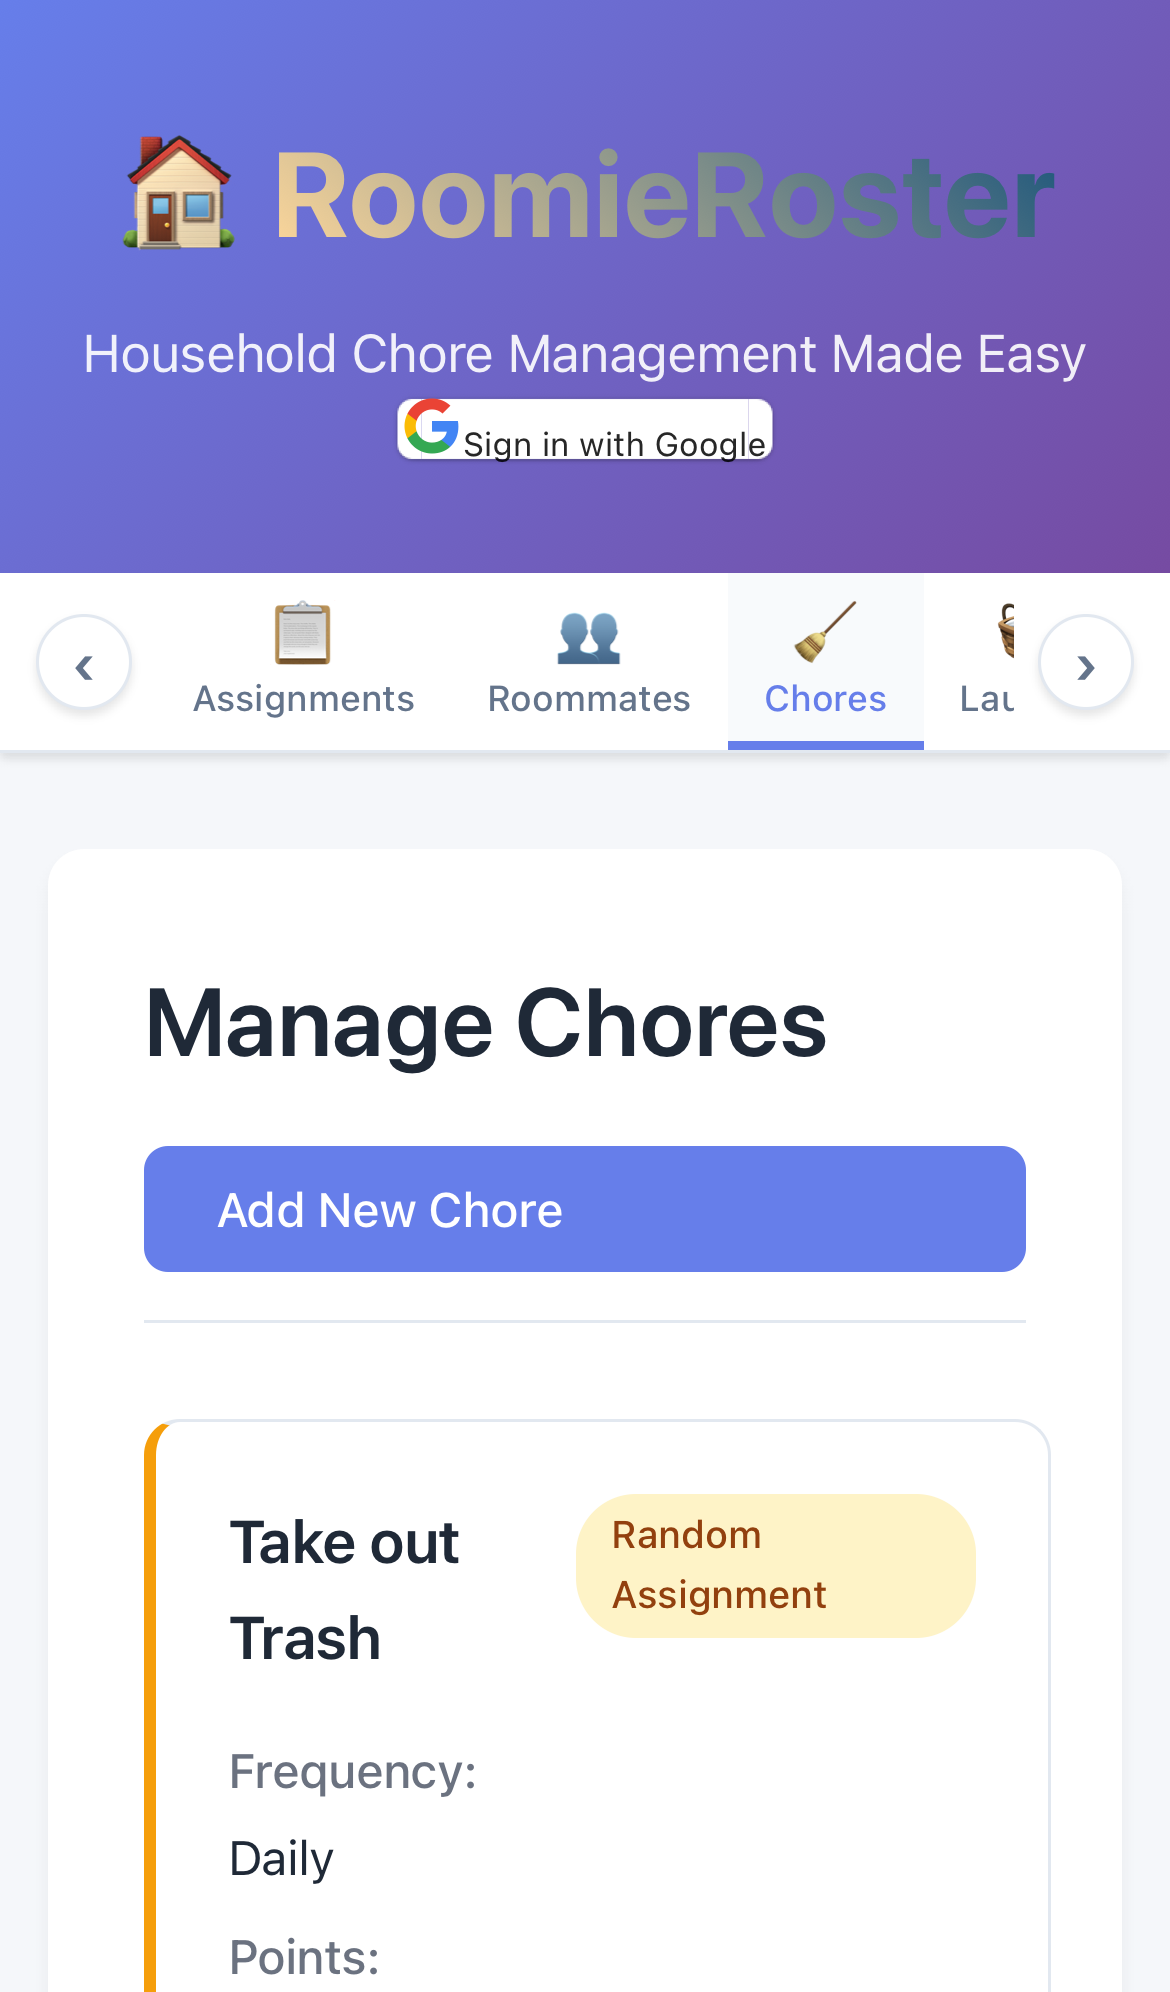 RoomieRoster
Household Chore Management Made Easy
Sign in with Google
‹
Assignments
Roommates
Chores
Lau
›
Manage Chores
Add New Chore
Take out
Trash
Random
Assignment
Frequency:
Daily
Points: